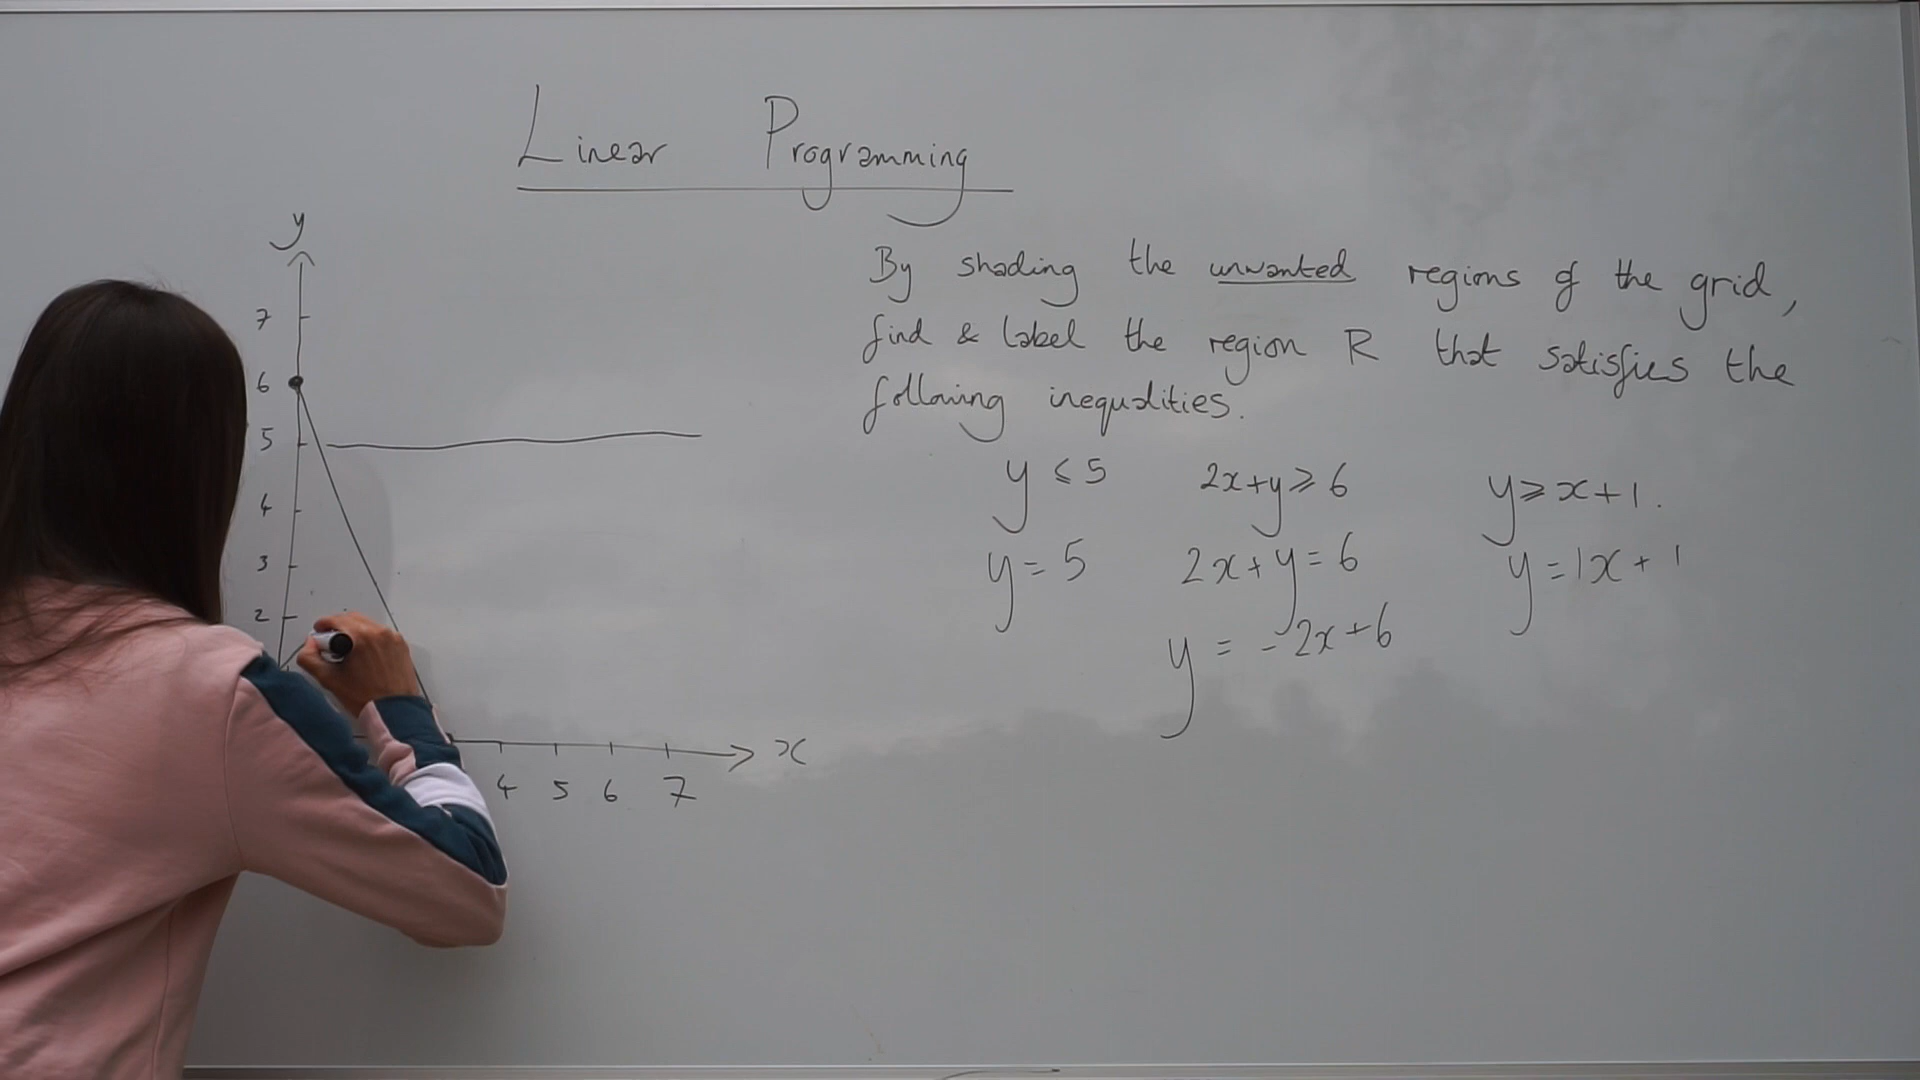 Linear Programming
By shading the unwanted regions of the grid,
find & label the region R that satisfies the
following inequalities.
y ≤ 5 2x+y ≥ 6 y ≥ x+1.
y = 5 2x+y = 6 y = 1x + 1
y = -2x+6
y
7
6
5
4
3
2
4 5 6 7 x